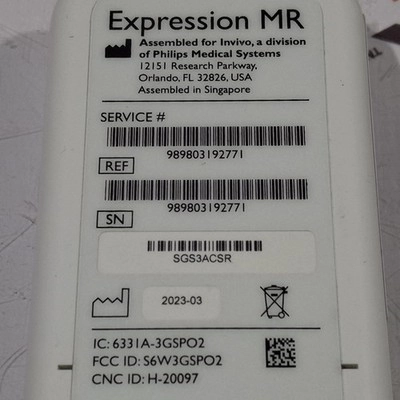 Expression MR
Assembled for Invivo, a division
of Philips Medical Systems
12151 Research Parkway,
Orlando, FL 32826, USA
Assembled in Singapore
SERVICE #
989803192771
REF
989803192771
SN
SGS3ACSR
2023-03
IC: 6331A-3GSPO2
FCC ID: S6W3GSPO2
CNC ID: H-20097